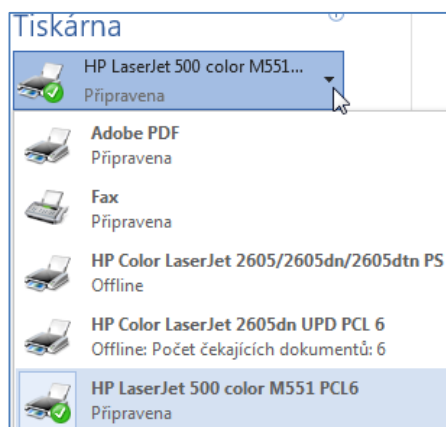 Tiskárna
HP LaserJet 500 color M551...
Připravena
Adobe PDF
Připravena
Fax
Připravena
HP Color LaserJet 2605/2605dn/2605dtn PS
Offline
HP Color LaserJet 2605dn UPD PCL 6
Offline: Počet čekajících dokumentů: 6
HP LaserJet 500 color M551 PCL6
Připravena